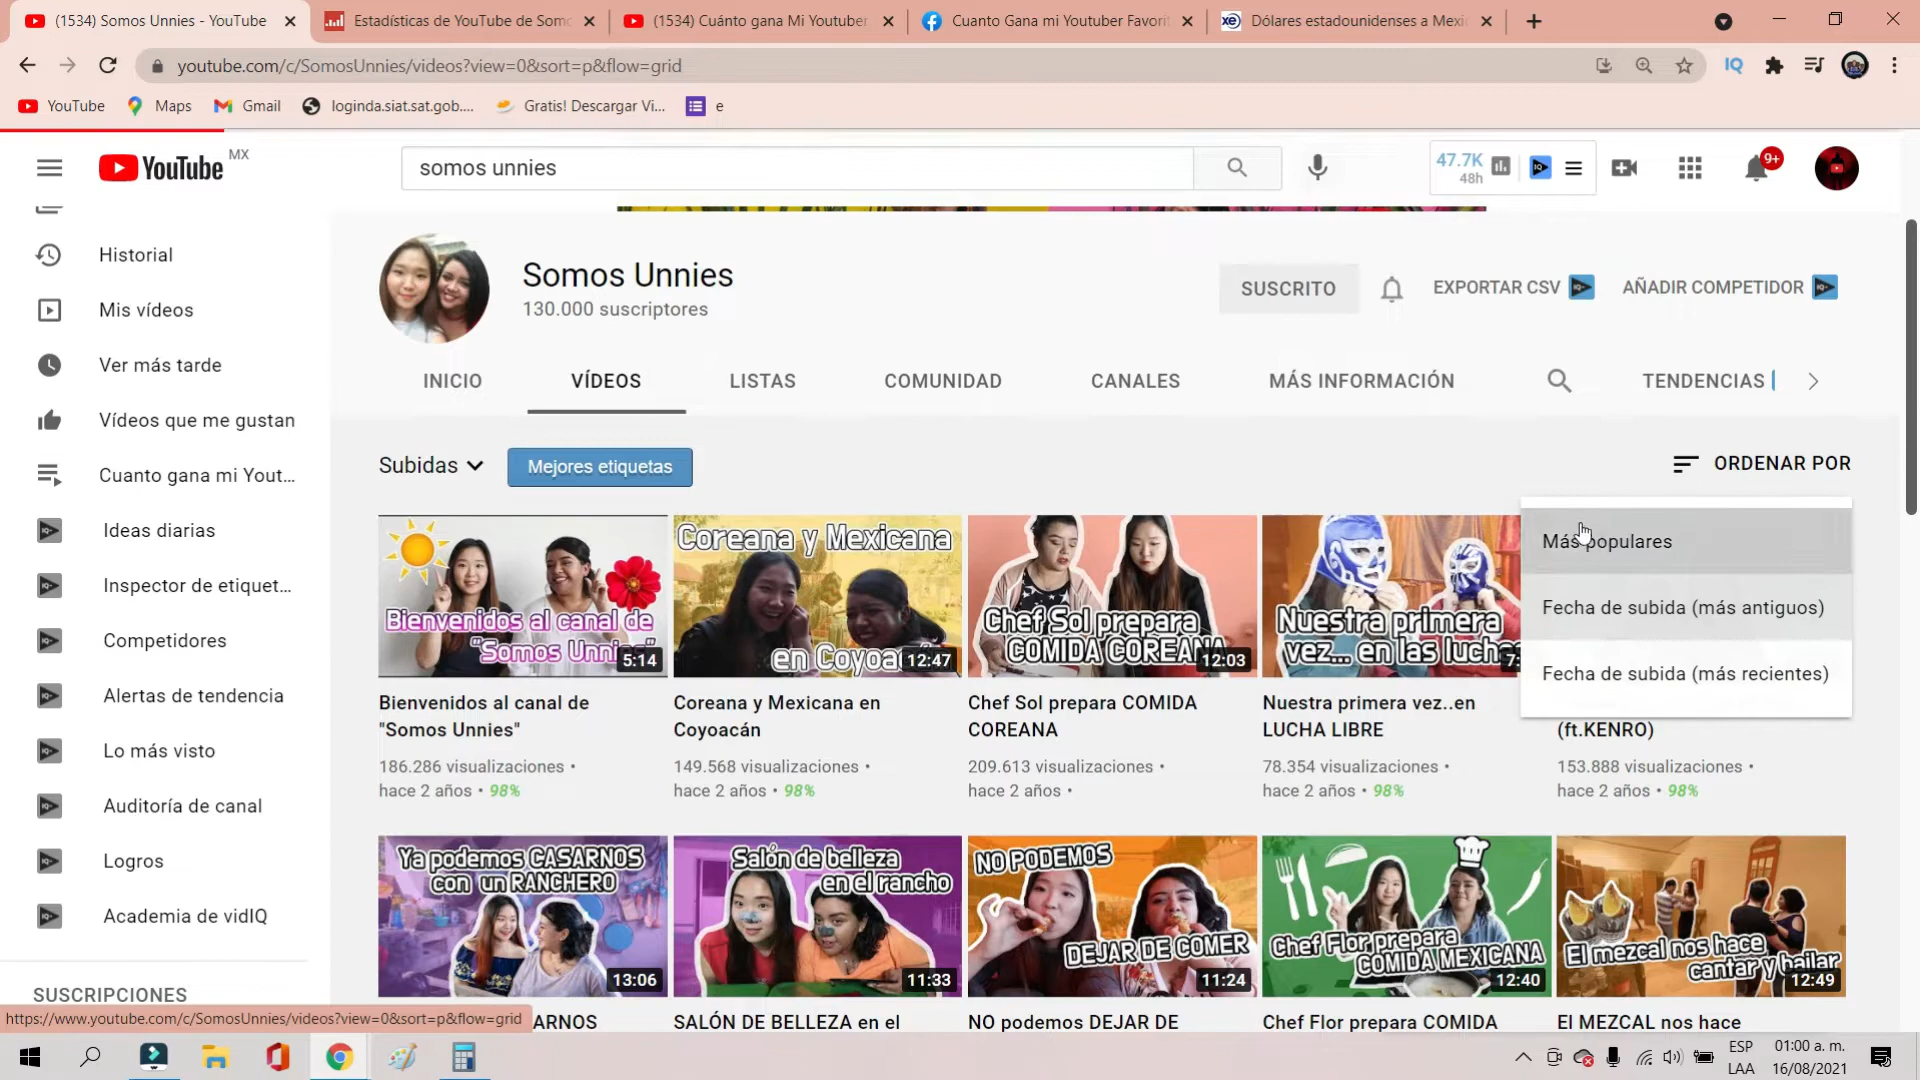 (1534) Somos Unnies - YouTube
Estadísticas de YouTube de Somo
(1534) Cuánto gana Mi Youtuber
Cuanto Gana mi Youtuber Favorit
Dólares estadounidenses a Mexi
youtube.com/c/SomosUnnies/videos?view=0&sort=p&flow=grid
IQ
YouTube
Maps
Gmail
loginda.siat.sat.gob....
Gratis! Descargar Vi...
e
YouTube MX
somos unnies
47.7K
48h
9+
Historial
Mis vídeos
Ver más tarde
Vídeos que me gustan
Cuanto gana mi Yout...
Ideas diarias
Inspector de etiquet...
Competidores
Alertas de tendencia
Lo más visto
Auditoría de canal
Logros
Academia de vidIQ
SUSCRIPCIONES
Somos Unnies
130.000 suscriptores
SUSCRITO
EXPORTAR CSV
AÑADIR COMPETIDOR
INICIO
VÍDEOS
LISTAS
COMUNIDAD
CANALES
MÁS INFORMACIÓN
TENDENCIAS
Subidas
Mejores etiquetas
ORDENAR POR
Más populares
Fecha de subida (más antiguos)
Fecha de subida (más recientes)
Bienvenidos al canal de
"Somos Unnies"
5:14
Coreana y Mexicana
en Coyoacá
12:47
Chef Sol prepara
COMIDA COREAN
12:03
Nuestra primera
vez... en las lucha
7:
Bienvenidos al canal de
"Somos Unnies"
186.286 visualizaciones •
hace 2 años • 98%
Coreana y Mexicana en
Coyoacán
149.568 visualizaciones •
hace 2 años • 98%
Chef Sol prepara COMIDA
COREANA
209.613 visualizaciones •
hace 2 años •
Nuestra primera vez..en
LUCHA LIBRE
78.354 visualizaciones •
hace 2 años • 98%
(ft.KENRO)
153.888 visualizaciones •
hace 2 años • 98%
Ya podemos CASARNOS
con un RANCHERO
13:06
Salón de belleza
en el rancho
11:33
NO PODEMOS
DEJAR DE COMER
11:24
Chef Flor prepara
COMIDA MEXICANA
12:40
El mezcal nos hace
cantar y bailar
12:49
CASARNOS
SALÓN DE BELLEZA en el
NO podemos DEJAR DE
Chef Flor prepara COMIDA
El MEZCAL nos hace
https://www.youtube.com/c/SomosUnnies/videos?view=0&sort=p&flow=grid
ESP
LAA
01:00 a. m.
16/08/2021